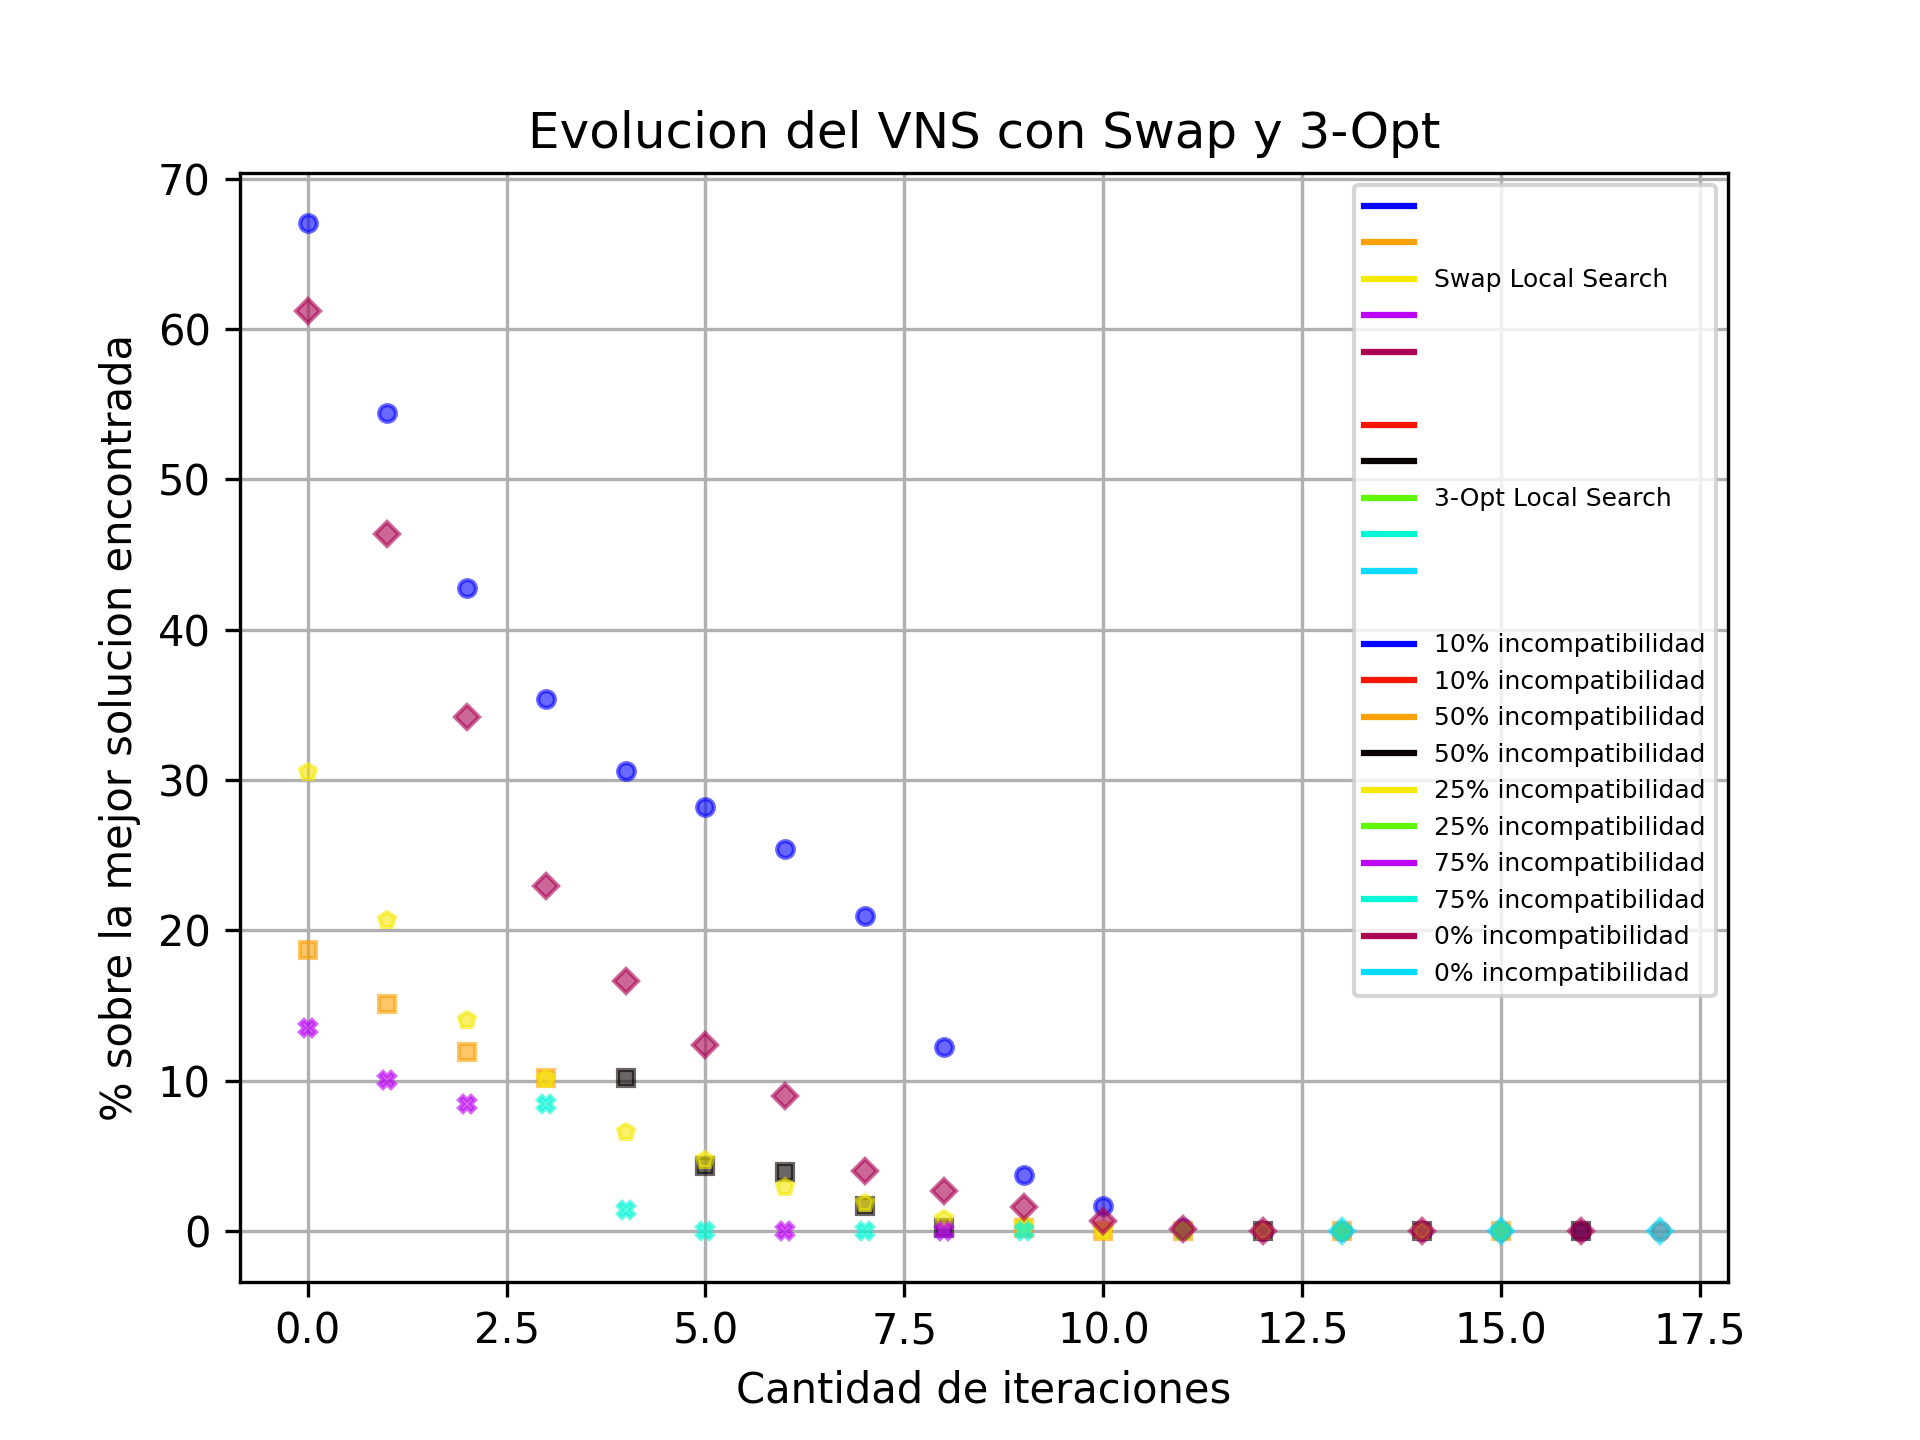 Evolucion del VNS con Swap y 3-Opt
% sobre la mejor solucion encontrada
70
60
50
40
30
20
10
0
Swap Local Search
3-Opt Local Search
10% incompatibilidad
10% incompatibilidad
50% incompatibilidad
50% incompatibilidad
25% incompatibilidad
25% incompatibilidad
75% incompatibilidad
75% incompatibilidad
0% incompatibilidad
0% incompatibilidad
0.0 2.5 5.0 7.5 10.0 12.5 15.0 17.5
Cantidad de iteraciones